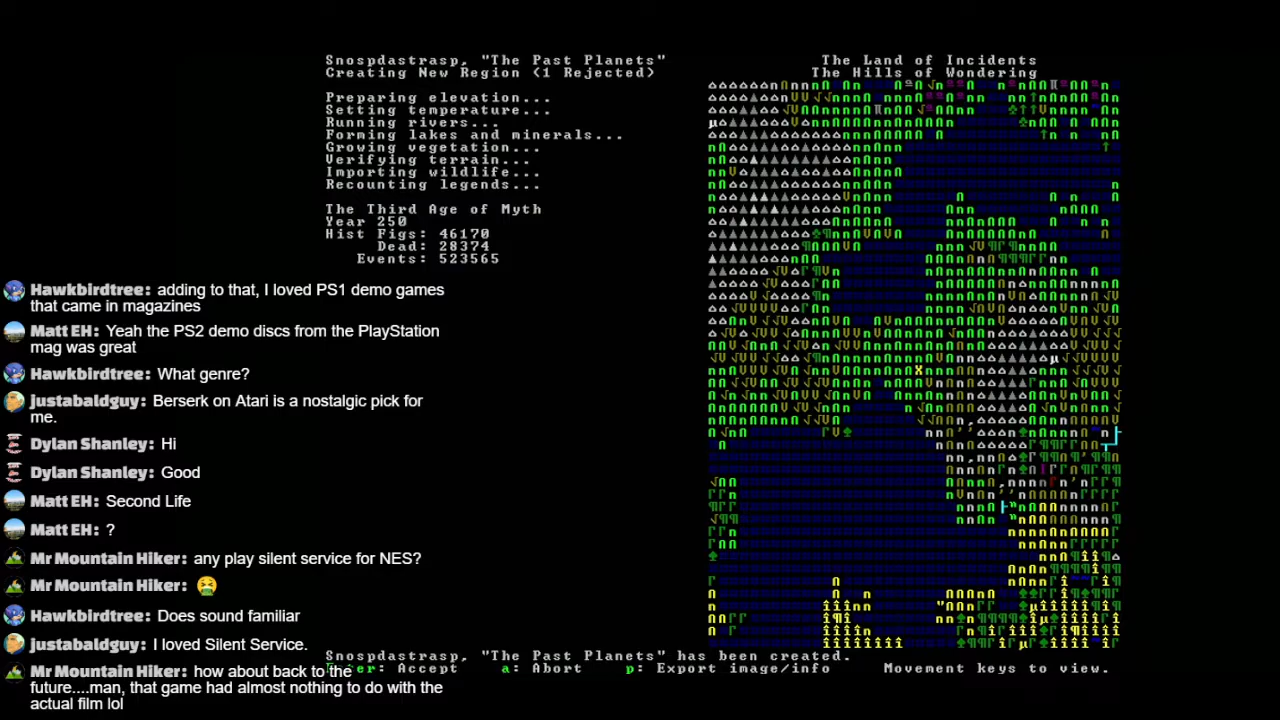 Snospdastrasp, "The Past Planets"
Creating New Region (1 Rejected)
Preparing elevation...
Setting temperature...
Running rivers...
Forming lakes and minerals...
Growing vegetation...
Verifying terrain...
Importing wildlife...
Recounting legends...
The Third Age of Myth
Year 250
Hist Figs: 46170
Dead: 28374
Events: 523565
The Land of Incidents
The Hills of Wondering
Hawkbirdtree: adding to that, I loved PS1 demo games
that came in magazines
Matt EH: Yeah the PS2 demo discs from the PlayStation
mag was great
Hawkbirdtree: What genre?
justabaldguy: Berserk on Atari is a nostalgic pick for
me.
Dylan Shanley: Hi
Dylan Shanley: Good
Matt EH: Second Life
Matt EH: ?
Mr Mountain Hiker: any play silent service for NES?
Mr Mountain Hiker: 🤮
Hawkbirdtree: Does sound familiar
justabaldguy: I loved Silent Service.
Mr Mountain Hiker: how about back to the
future....man, that game had almost nothing to do with the
actual film lol
Snospdastrasp, "The Past Planets" has been created.
: Accept a: Abort p: Export image/info Movement keys to view.